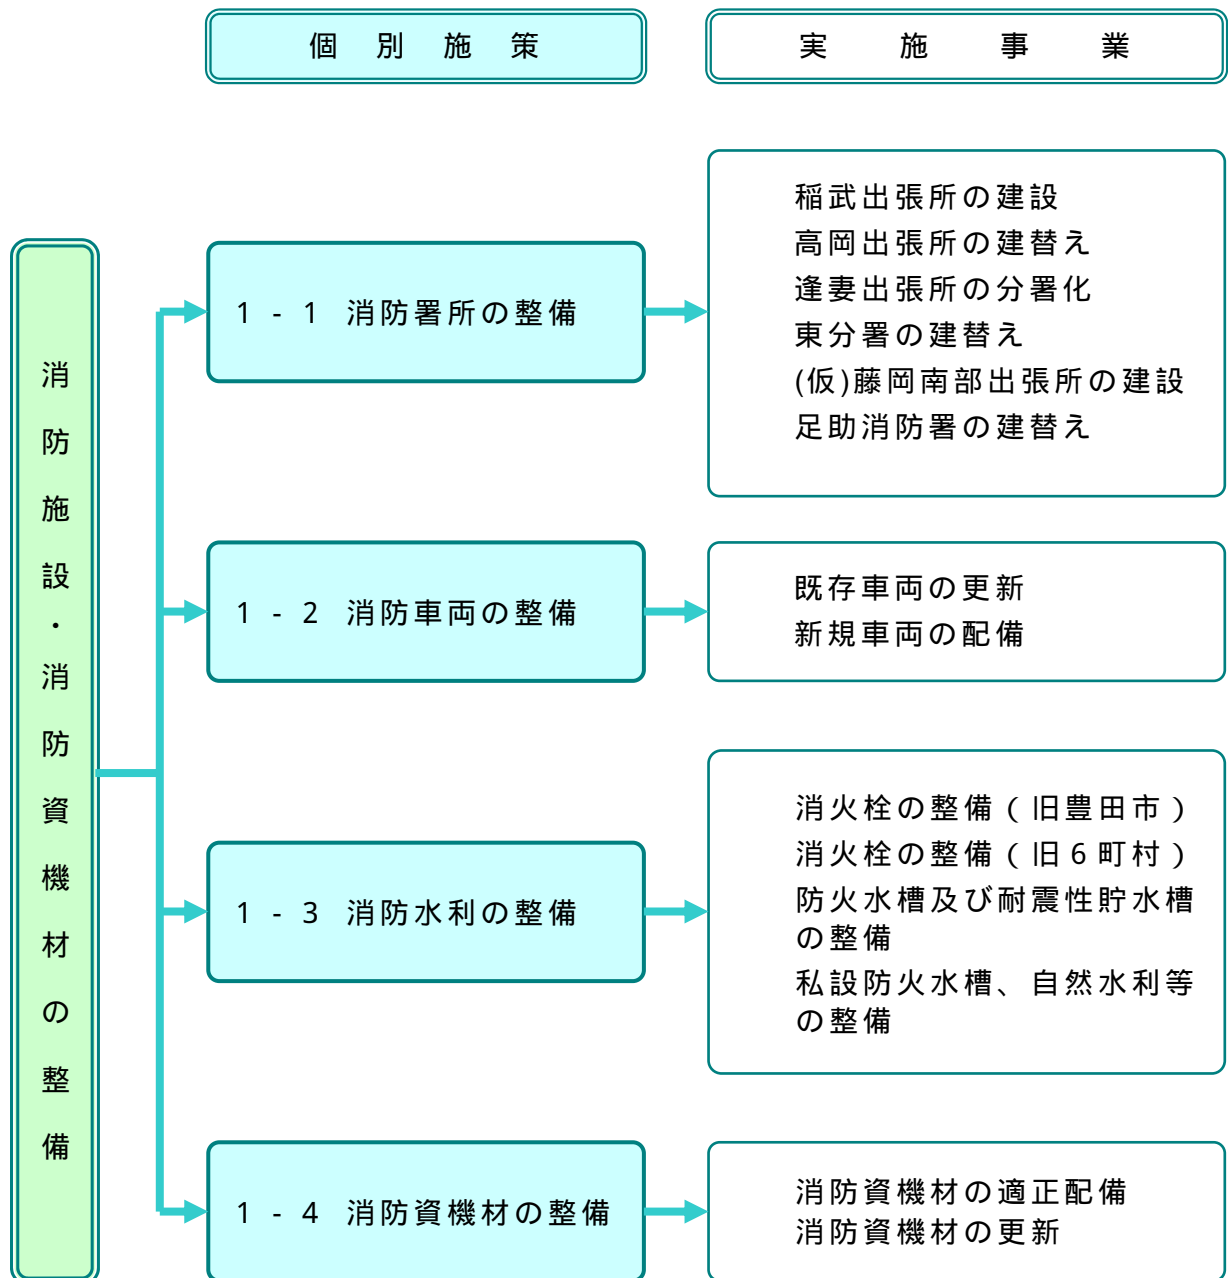 個別施策
実施事業
消防施設・消防資機材の整備
1-1 消防署所の整備
稲武出張所の建設
高岡出張所の建替え
逢妻出張所の分署化
東分署の建替え
(仮)藤岡南部出張所の建設
足助消防署の建替え
1-2 消防車両の整備
既存車両の更新
新規車両の配備
1-3 消防水利の整備
消火栓の整備（旧豊田市）
消火栓の整備（旧６町村）
防火水槽及び耐震性貯水槽
の整備
私設防火水槽、自然水利等
の整備
1-4 消防資機材の整備
消防資機材の適正配備
消防資機材の更新